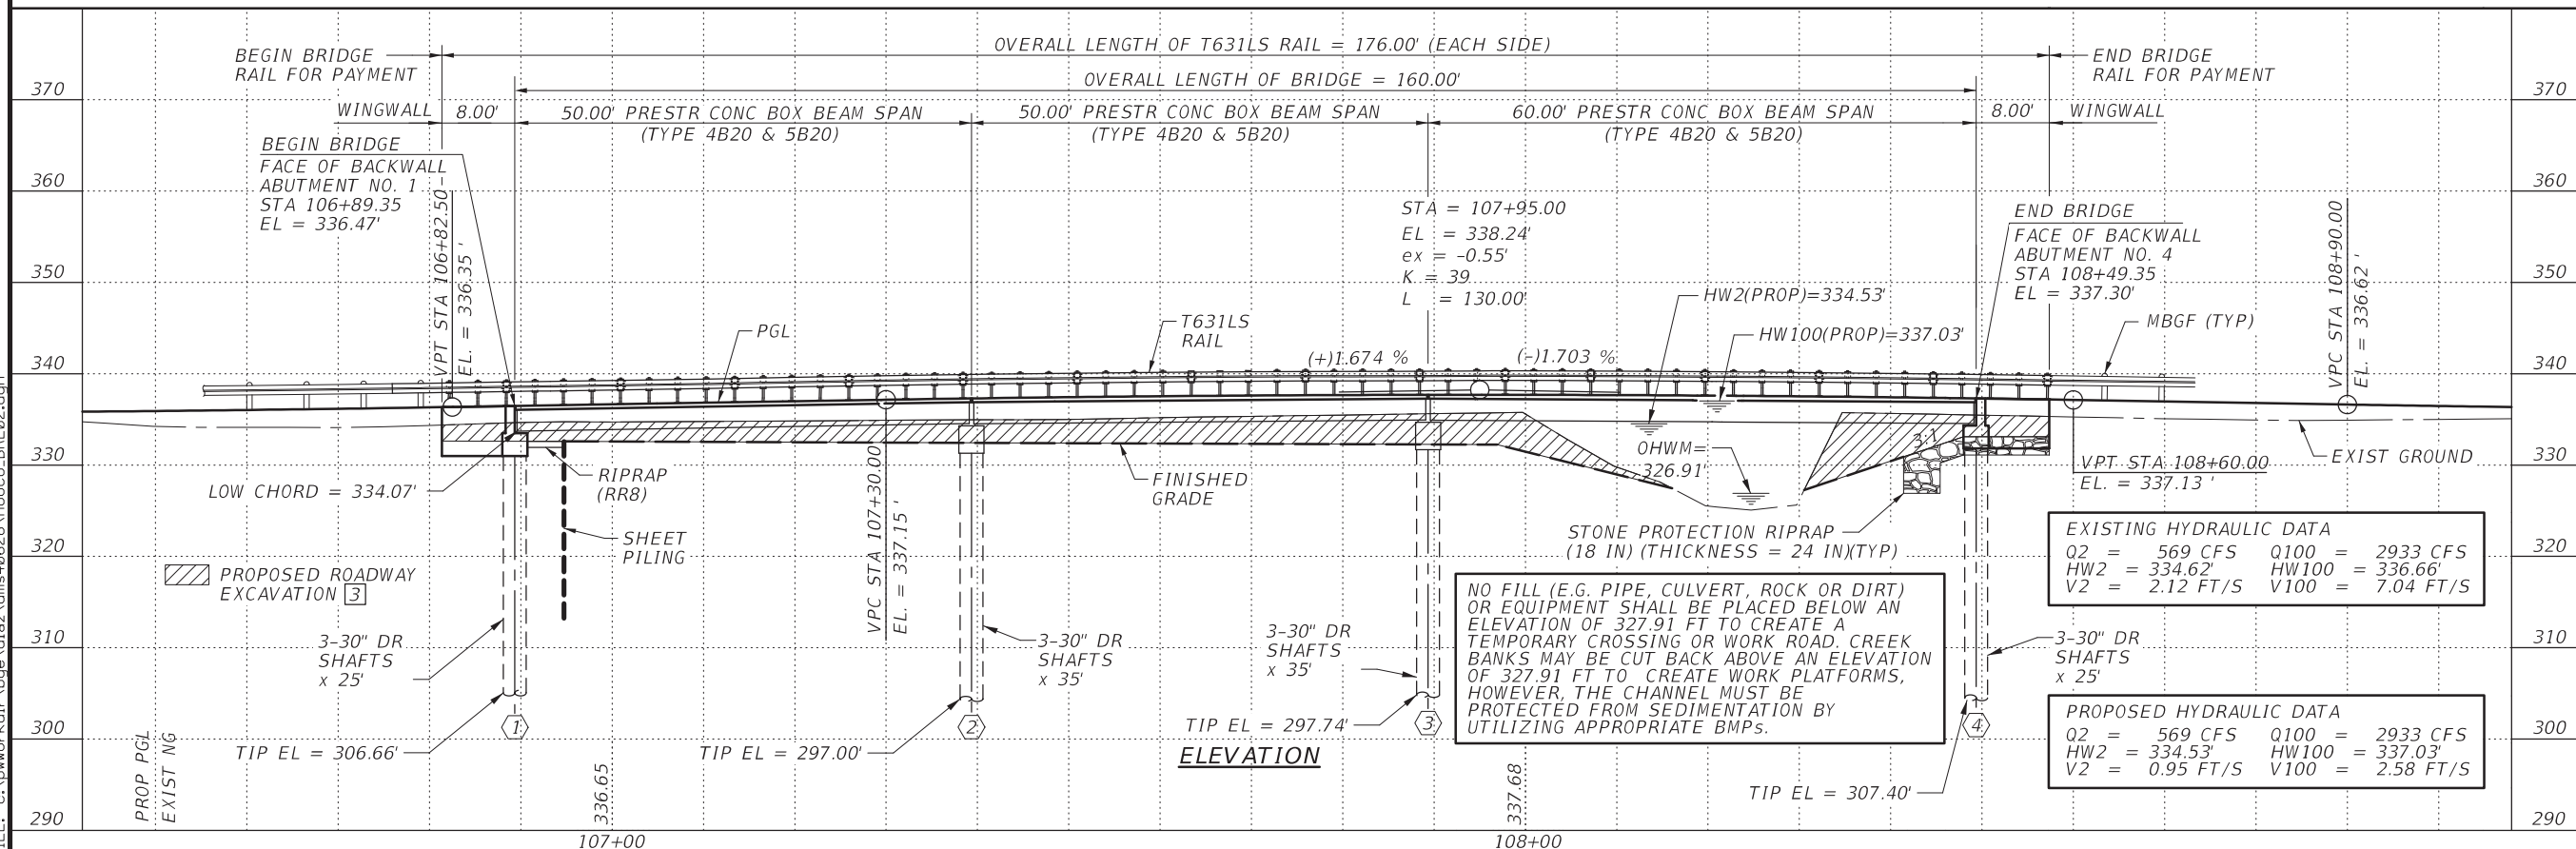 OVERALL LENGTH OF T631LS RAIL = 176.00' (EACH SIDE)
BEGIN BRIDGE
RAIL FOR PAYMENT
END BRIDGE
RAIL FOR PAYMENT
OVERALL LENGTH OF BRIDGE = 160.00'
WINGWALL
8.00'
50.00' PRESTR CONC BOX BEAM SPAN
(TYPE 4B20 & 5B20)
50.00' PRESTR CONC BOX BEAM SPAN
(TYPE 4B20 & 5B20)
60.00' PRESTR CONC BOX BEAM SPAN
(TYPE 4B20 & 5B20)
8.00'
WINGWALL
370
360
350
340
330
320
310
300
290
BEGIN BRIDGE
FACE OF BACKWALL
ABUTMENT NO. 1
STA 106+89.35
EL = 336.47'
VPT STA 106+82.50
EL. = 336.35 '
STA = 107+95.00
EL = 338.24'
ex = -0.55'
K = 39
L = 130.00'
HW2(PROP)=334.53'
HW100(PROP)=337.03'
END BRIDGE
FACE OF BACKWALL
ABUTMENT NO. 4
STA 108+49.35
EL = 337.30'
VPC STA 108+90.00
EL. = 336.62 '
MBGF (TYP)
PGL
T631LS
RAIL
(+)1.674 %
(-)1.703 %
OHWM=
326.91'
3:1
EXIST GROUND
VPT STA 108+60.00
EL. = 337.13 '
LOW CHORD = 334.07'
RIPRAP
(RR8)
SHEET
PILING
VPC STA 107+30.00
EL. = 337.15 '
FINISHED
GRADE
STONE PROTECTION RIPRAP
(18 IN) (THICKNESS = 24 IN)(TYP)
PROPOSED ROADWAY
EXCAVATION 3
EXISTING HYDRAULIC DATA
Q2 = 569 CFS Q100 = 2933 CFS
HW2 = 334.62' HW100 = 336.66'
V2 = 2.12 FT/S V100 = 7.04 FT/S
NO FILL (E.G. PIPE, CULVERT, ROCK OR DIRT)
OR EQUIPMENT SHALL BE PLACED BELOW AN
ELEVATION OF 327.91 FT TO CREATE A
TEMPORARY CROSSING OR WORK ROAD. CREEK
BANKS MAY BE CUT BACK ABOVE AN ELEVATION
OF 327.91 FT TO CREATE WORK PLATFORMS,
HOWEVER, THE CHANNEL MUST BE
PROTECTED FROM SEDIMENTATION BY
UTILIZING APPROPRIATE BMPs.
3-30" DR
SHAFTS
x 25'
3-30" DR
SHAFTS
x 35'
3-30" DR
SHAFTS
x 35'
3-30" DR
SHAFTS
x 25'
PROPOSED HYDRAULIC DATA
Q2 = 569 CFS Q100 = 2933 CFS
HW2 = 334.53' HW100 = 337.03'
V2 = 0.95 FT/S V100 = 2.58 FT/S
1
2
3
4
TIP EL = 306.66'
TIP EL = 297.00'
TIP EL = 297.74'
TIP EL = 307.40'
ELEVATION
PROP PGL
EXIST NG
336.65
337.68
107+00
108+00
370
360
350
340
330
320
310
300
290